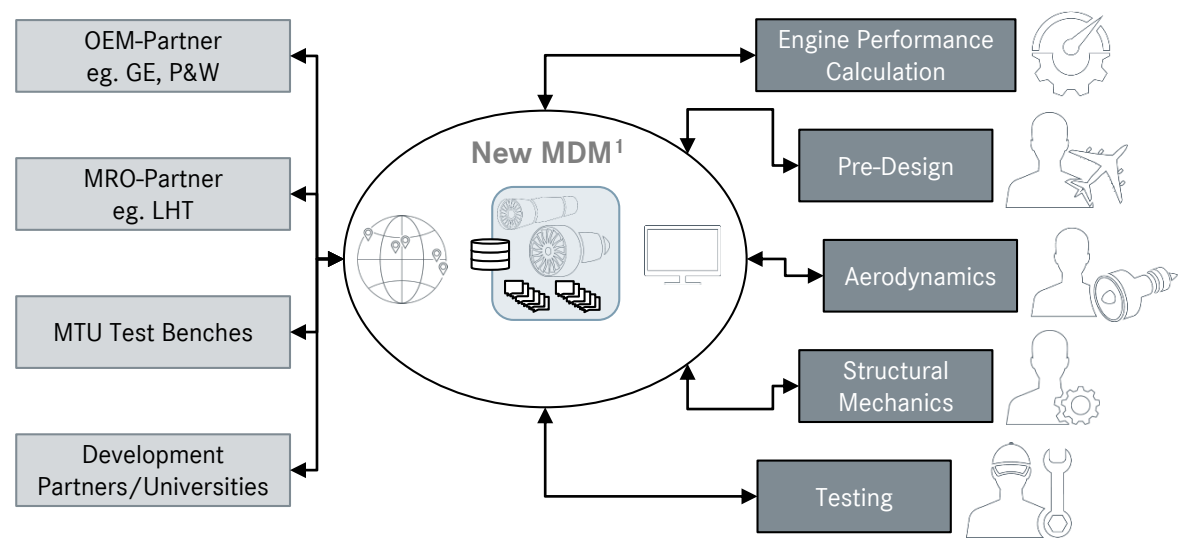 OEM-Partner
eg. GE, P&W
MRO-Partner
eg. LHT
MTU Test Benches
Development
Partners/Universities
New MDM¹
Engine Performance
Calculation
Pre-Design
Aerodynamics
Structural
Mechanics
Testing